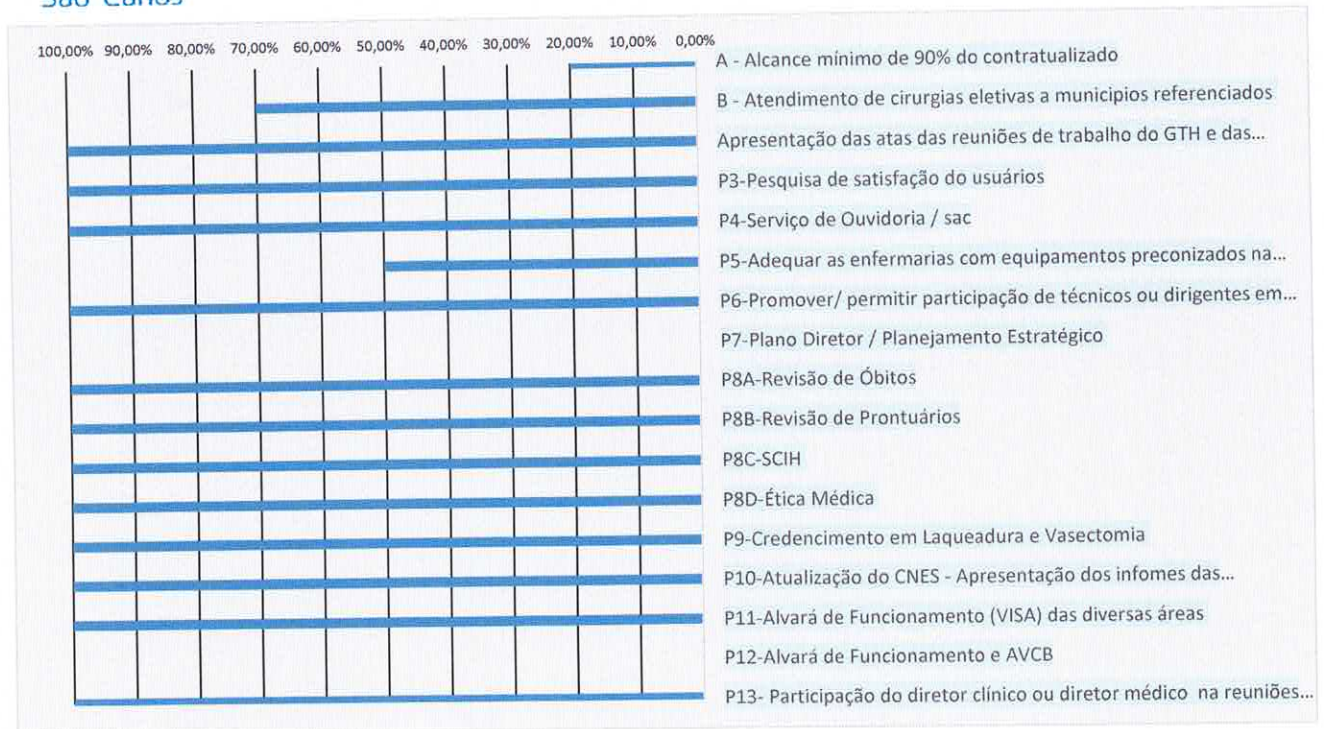 São Carlos
100,00% 90,00% 80,00% 70,00% 60,00% 50,00% 40,00% 30,00% 20,00% 10,00% 0,00%
A - Alcance mínimo de 90% do contratualizado
B - Atendimento de cirurgias eletivas a municipios referenciados
Apresentação das atas das reuniões de trabalho do GTH e das...
P3-Pesquisa de satisfação do usuários
P4-Serviço de Ouvidoria / sac
P5-Adequar as enfermarias com equipamentos preconizados na...
P6-Promover/ permitir participação de técnicos ou dirigentes em...
P7-Plano Diretor / Planejamento Estratégico
P8A-Revisão de Óbitos
P8B-Revisão de Prontuários
P8C-SCIH
P8D-Ética Médica
P9-Credencimento em Laqueadura e Vasectomia
P10-Atualização do CNES - Apresentação dos infomes das...
P11-Alvará de Funcionamento (VISA) das diversas áreas
P12-Alvará de Funcionamento e AVCB
P13- Participação do diretor clínico ou diretor médico na reuniões...